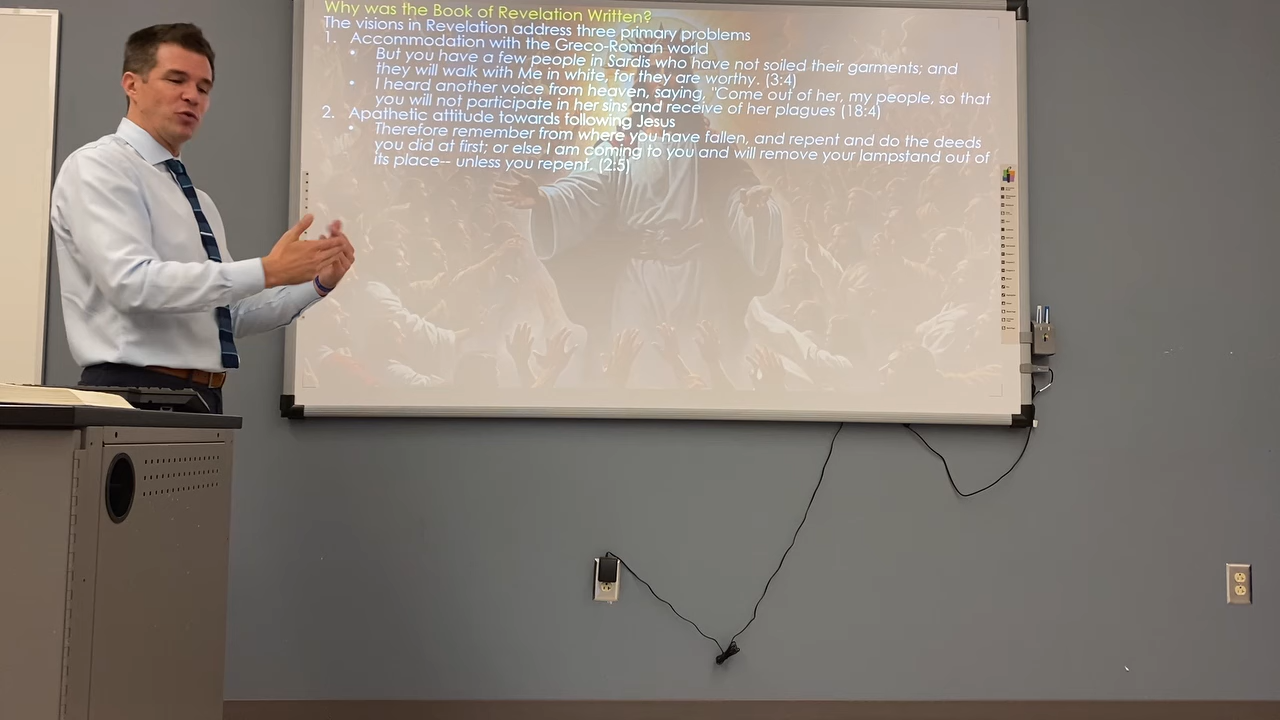 Why was the Book of Revelation Written?
The visions in Revelation address three primary problems
1. Accommodation with the Greco-Roman world
• But you have a few people in Sardis who have not soiled their garments; and
they will walk with Me in white, for they are worthy. (3:4)
• I heard another voice from heaven, saying, "Come out of her, my people, so that
you will not participate in her sins and receive of her plagues (18:4)
2. Apathetic attitude towards following Jesus
• Therefore remember from where you have fallen, and repent and do the deeds
you did at first; or else I am coming to you and will remove your lampstand out of
its place-- unless you repent. (2:5)